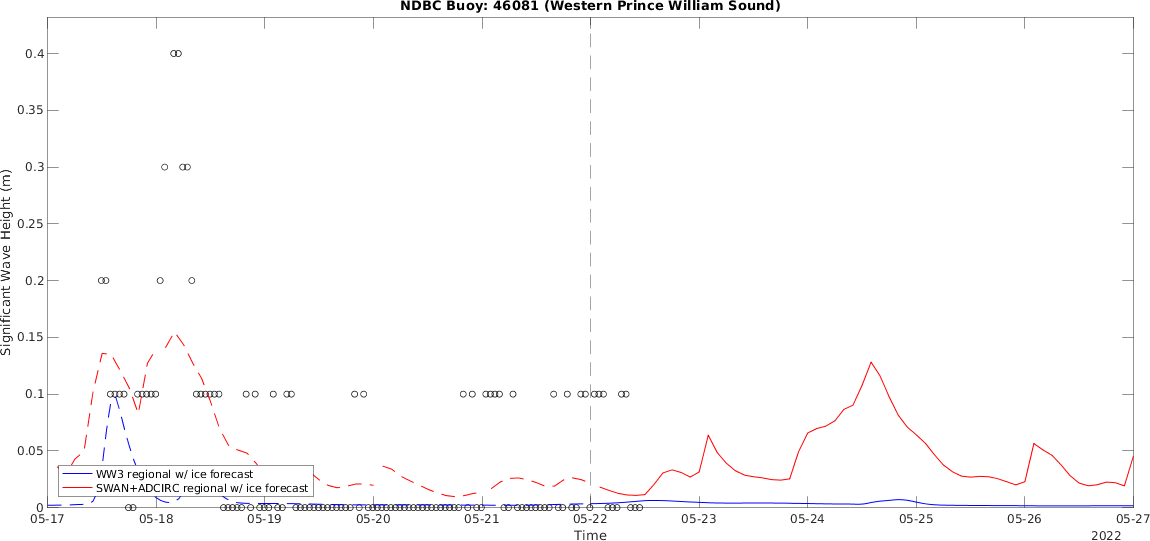 NDBC Buoy: 46081 (Western Prince William Sound)
Significant Wave Height (m)
0.4
0.35
0.3
0.25
0.2
0.15
0.1
0.05
0
WW3 regional w/ ice forecast
SWAN+ADCIRC regional w/ ice forecast
05-17 05-18 05-19 05-20 05-21 05-22 05-23 05-24 05-25 05-26 05-27
Time
2022